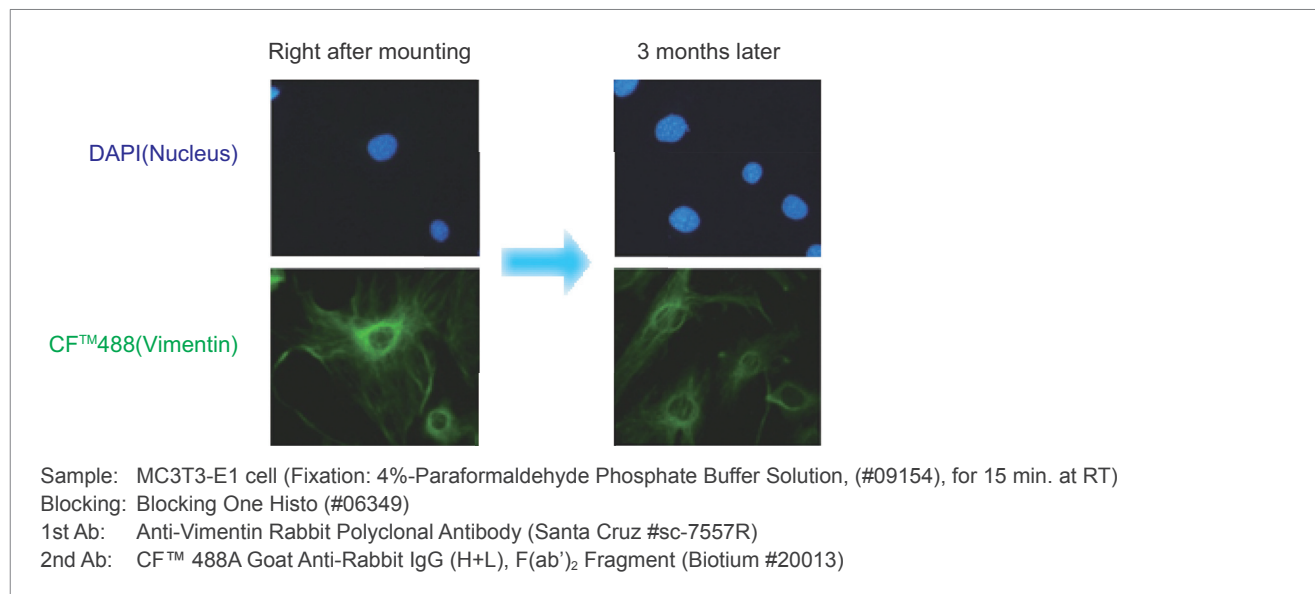 Right after mounting
3 months later
DAPI(Nucleus)
CF™488(Vimentin)
Sample: MC3T3-E1 cell (Fixation: 4%-Paraformaldehyde Phosphate Buffer Solution, (#09154), for 15 min. at RT)
Blocking: Blocking One Histo (#06349)
1st Ab: Anti-Vimentin Rabbit Polyclonal Antibody (Santa Cruz #sc-7557R)
2nd Ab: CF™ 488A Goat Anti-Rabbit IgG (H+L), F(ab’)₂ Fragment (Biotium #20013)